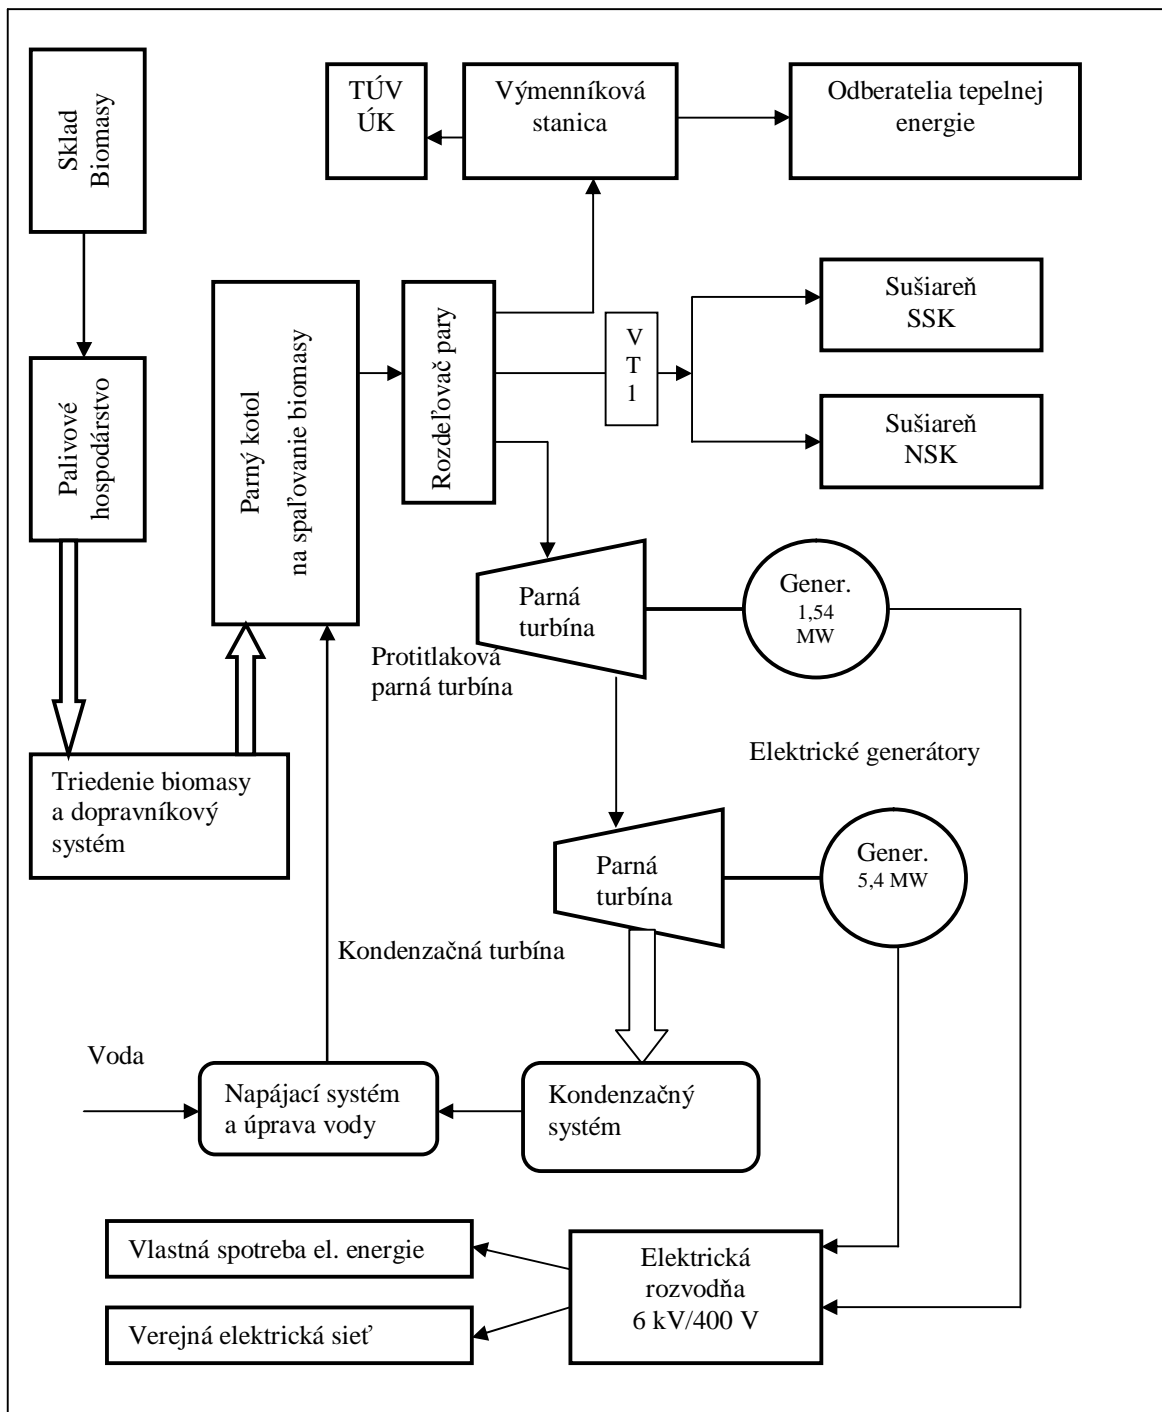 Sklad
Biomasy
TÚV
ÚK
Výmenníková
stanica
Odberatelia tepelnej
energie
Palivové
hospodárstvo
Parný kotol
na spaľovanie biomasy
Rozdeľovač pary
V
T
1
Sušiareň
SSK
Sušiareň
NSK
Parná
turbína
Gener.
1,54
MW
Protitlaková
parná turbína
Elektrické generátory
Triedenie biomasy
a dopravníkový
systém
Parná
turbína
Gener.
5,4 MW
Kondenzačná turbína
Voda
Napájací systém
a úprava vody
Kondenzačný
systém
Vlastná spotreba el. energie
Verejná elektrická sieť
Elektrická
rozvodňa
6 kV/400 V